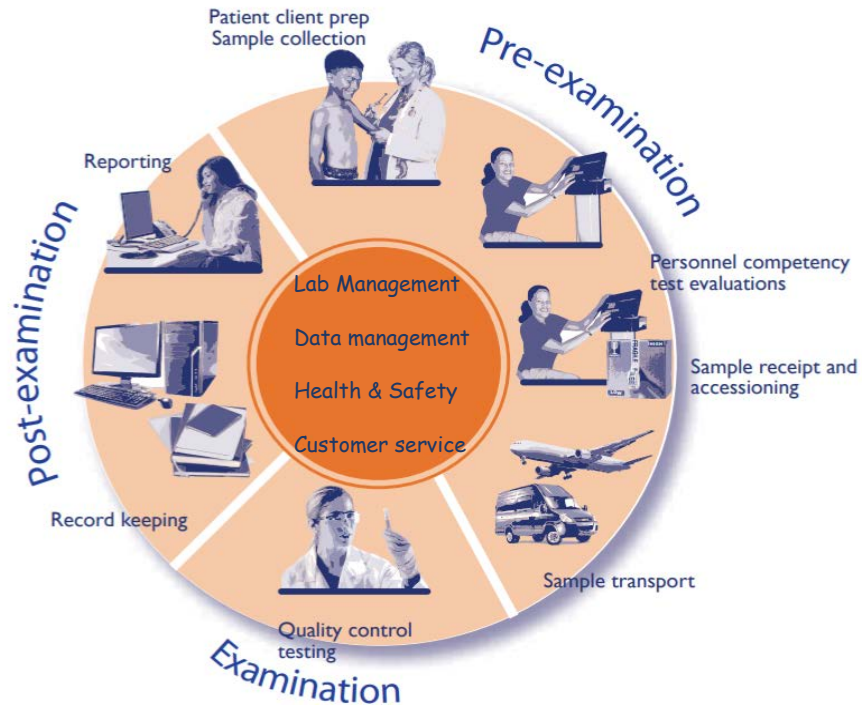 Patient client prep
Sample collection
Pre-examination
Personnel competency
test evaluations
Sample receipt and
accessioning
Sample transport
Quality control
testing
Examination
Record keeping
Post-examination
Reporting
Lab Management
Data management
Health & Safety
Customer service
FRAGILE